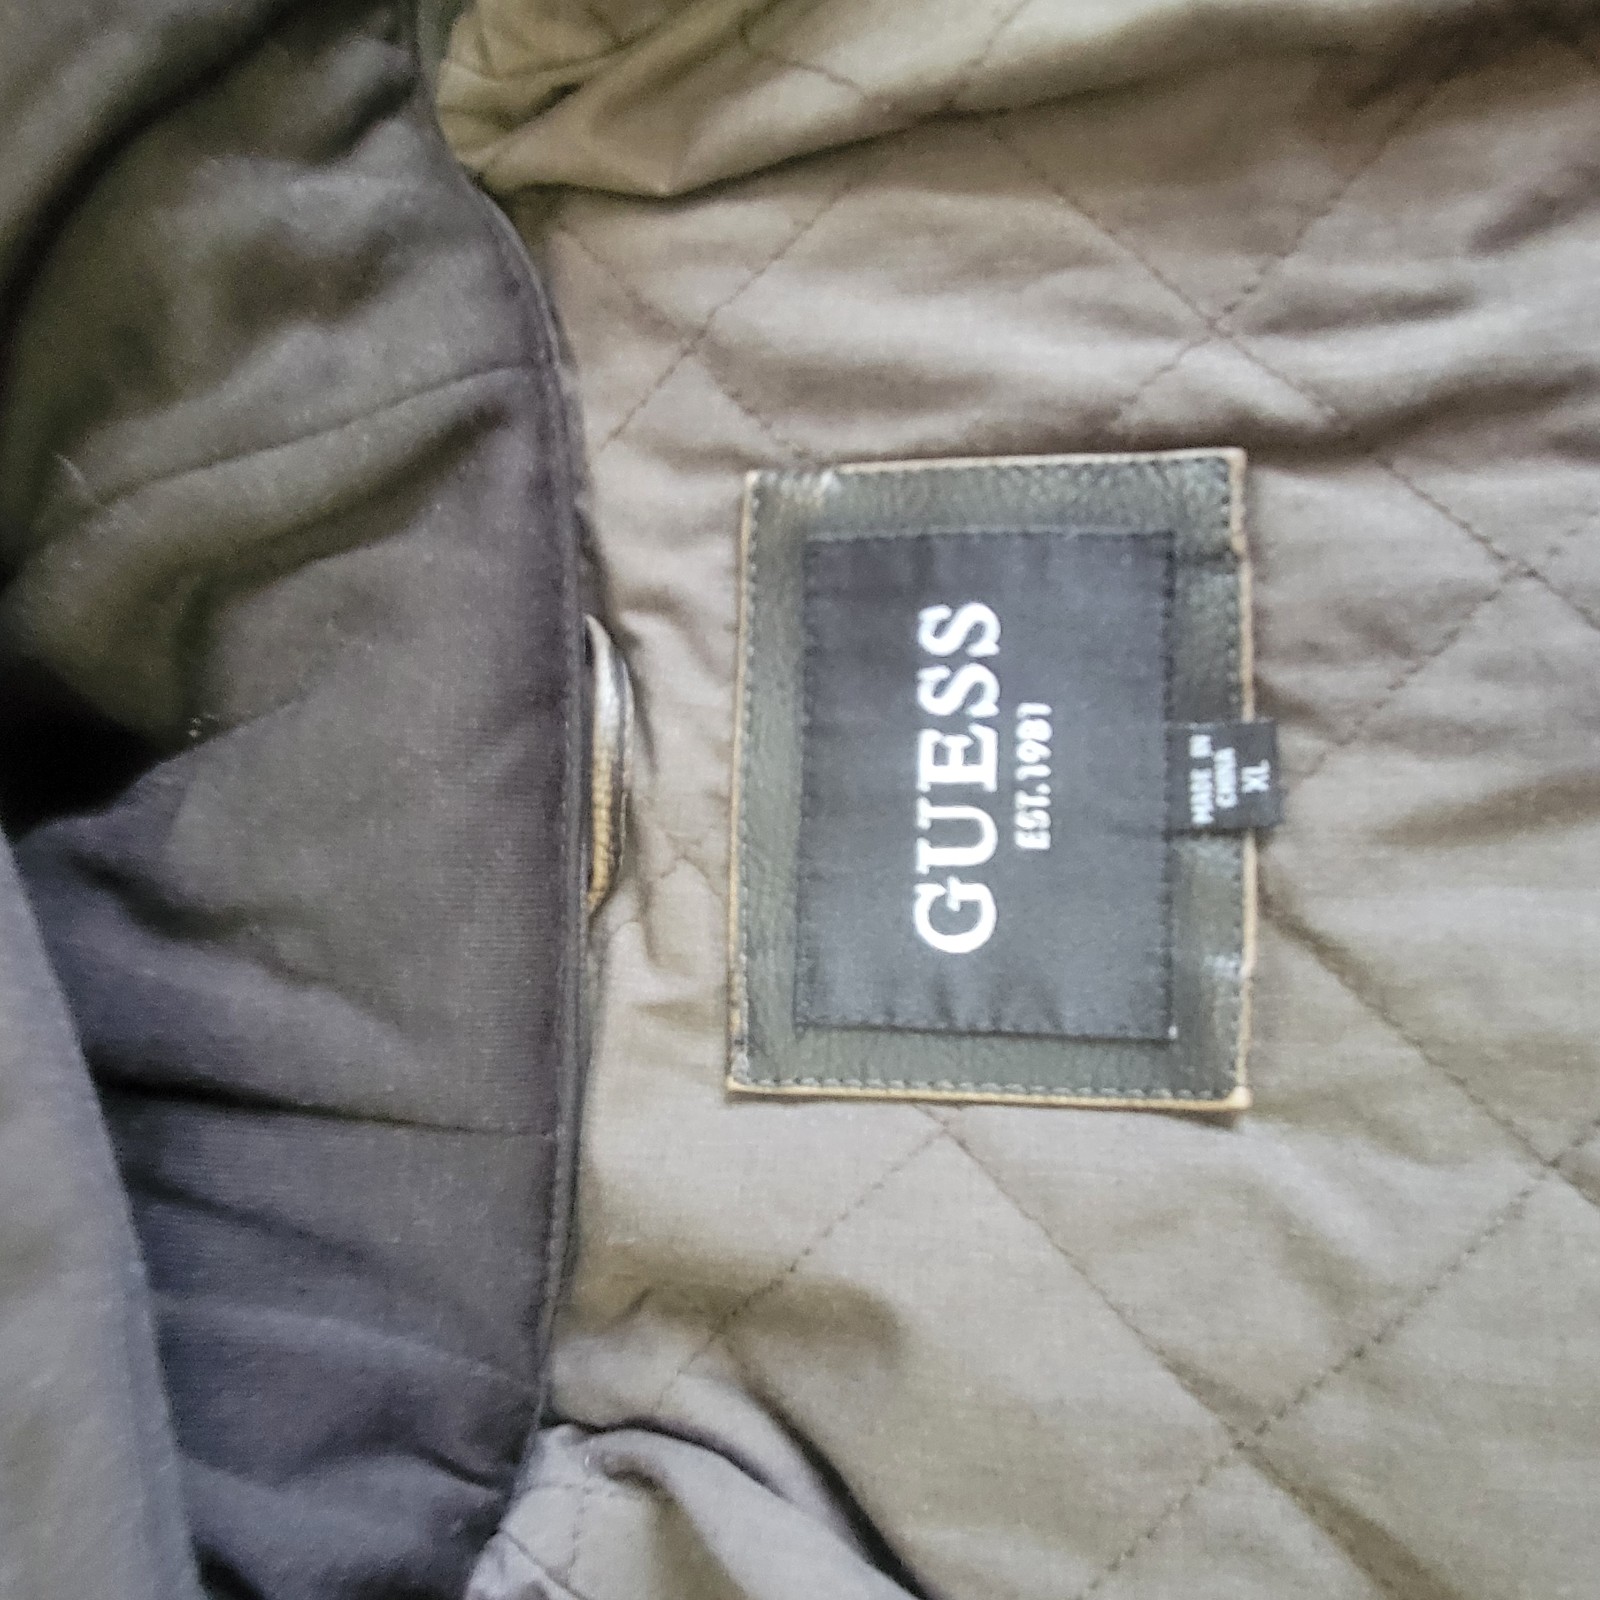 GUESS
EST.1981
MADE IN
CHINA
XL